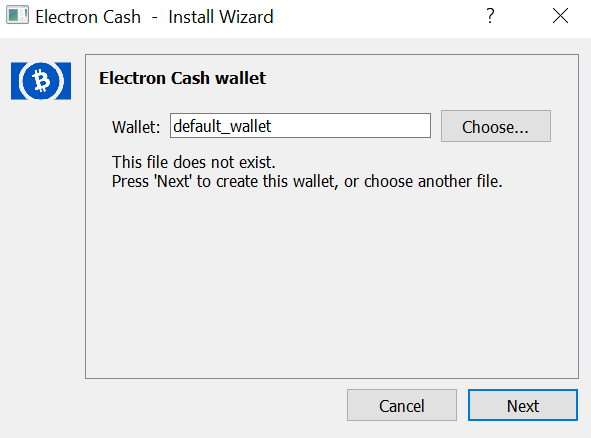 Electron Cash - Install Wizard
?
Electron Cash wallet
Wallet: default_wallet Choose...
This file does not exist.
Press 'Next' to create this wallet, or choose another file.
Cancel Next